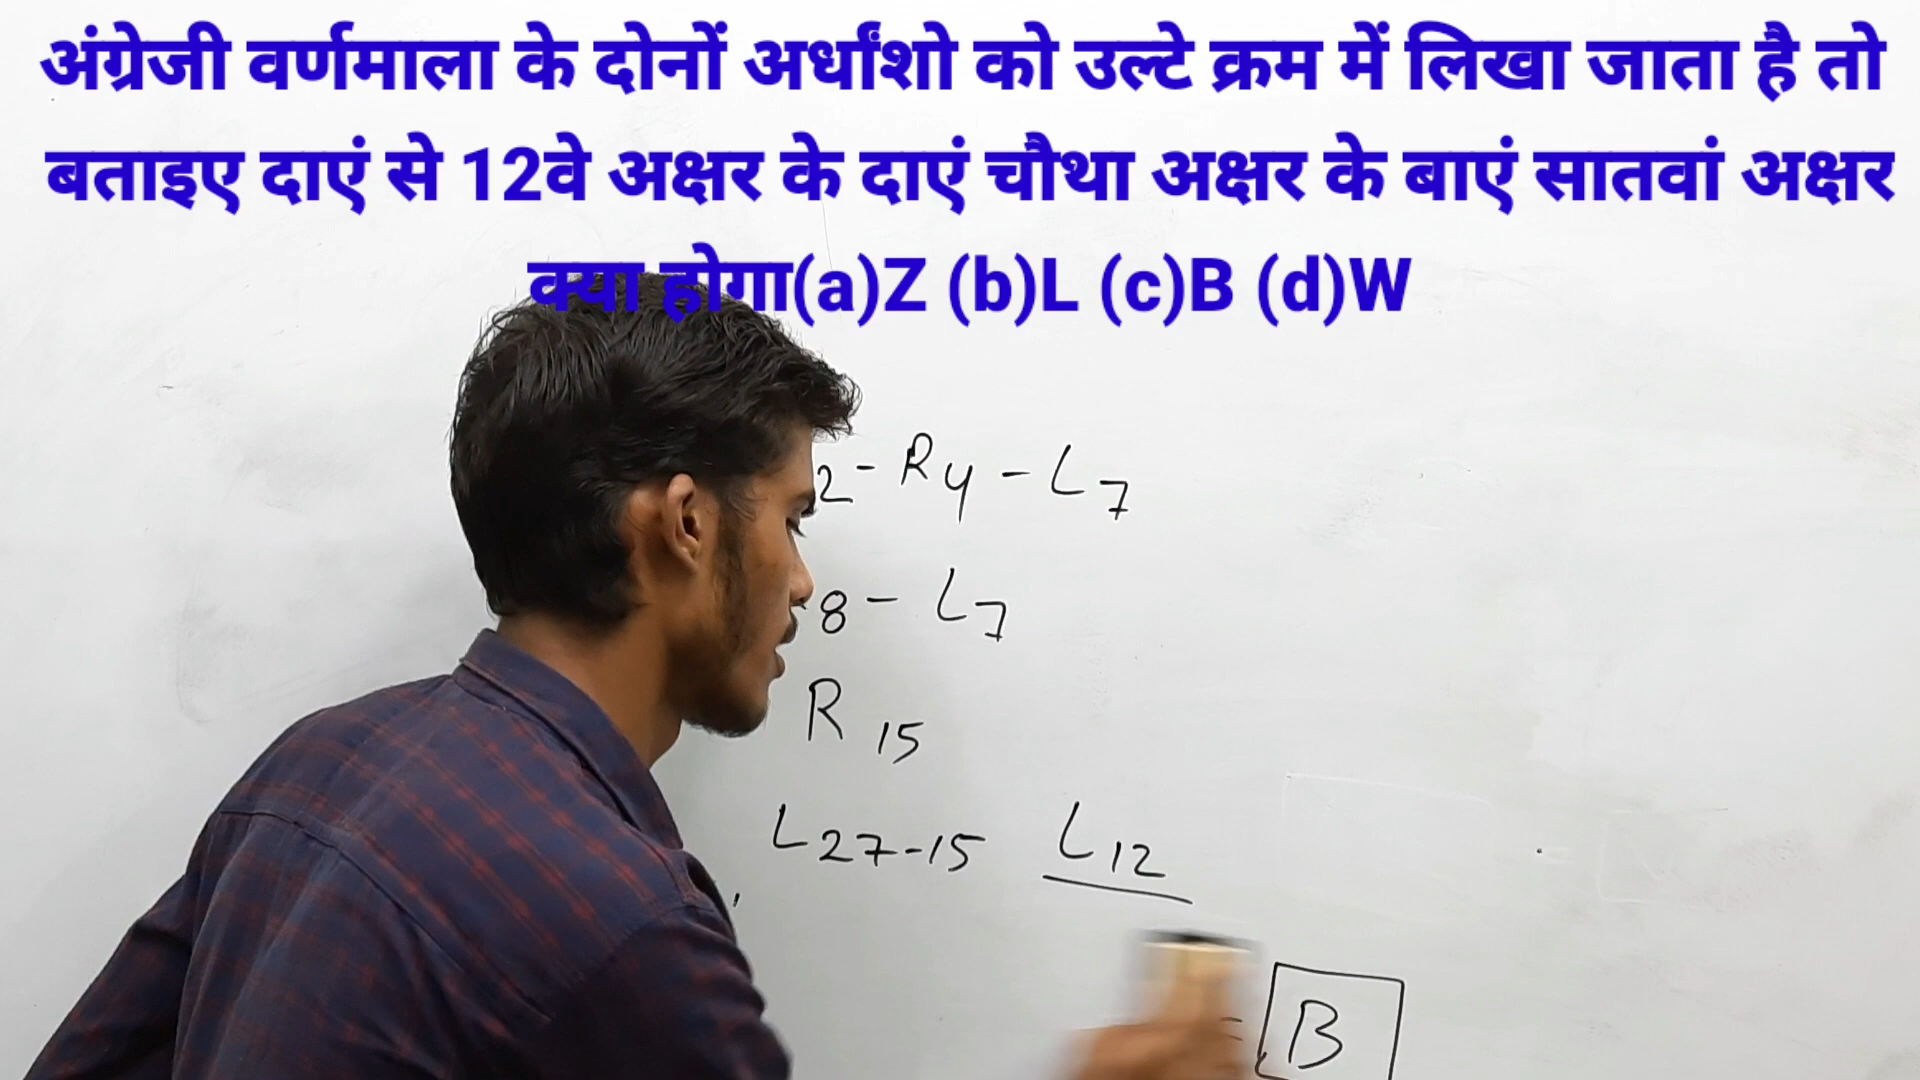 अंग्रेजी वर्णमाला के दोनों अर्धांशो को उल्टे क्रम में लिखा जाता है तो
बताइए दाएं से 12वे अक्षर के दाएं चौथा अक्षर के बाएं सातवां अक्षर
क्या होगा(a)Z (b)L (c)B (d)W
2 - R4 - L7
8 - L7
R 15
L27-15 L12
= B